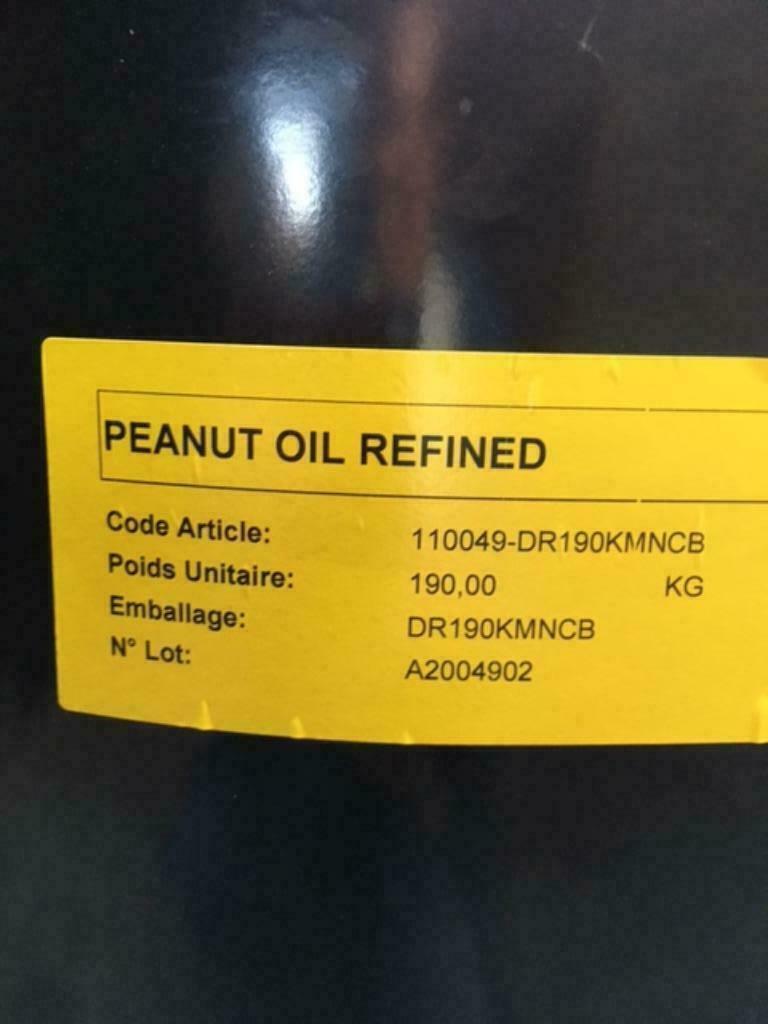 PEANUT OIL REFINED
Code Article: 110049-DR190KMNCB
Poids Unitaire: 190,00 KG
Emballage: DR190KMNCB
N° Lot: A2004902